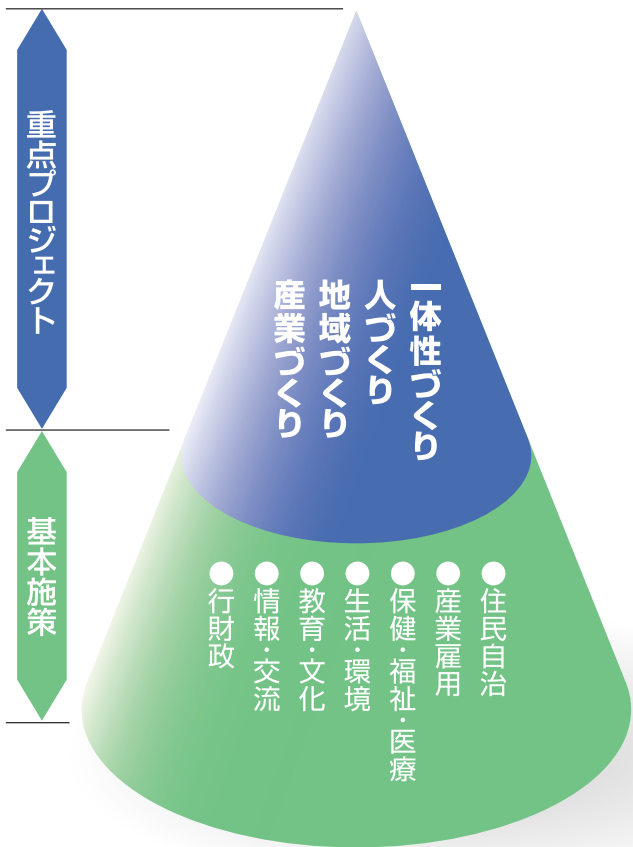 重点プロジェクト
一体性づくり
人づくり
地域づくり
産業づくり
基本施策
●住民自治
●産業雇用
●保健・福祉・医療
●生活・環境
●教育・文化
●情報・交流
●行財政